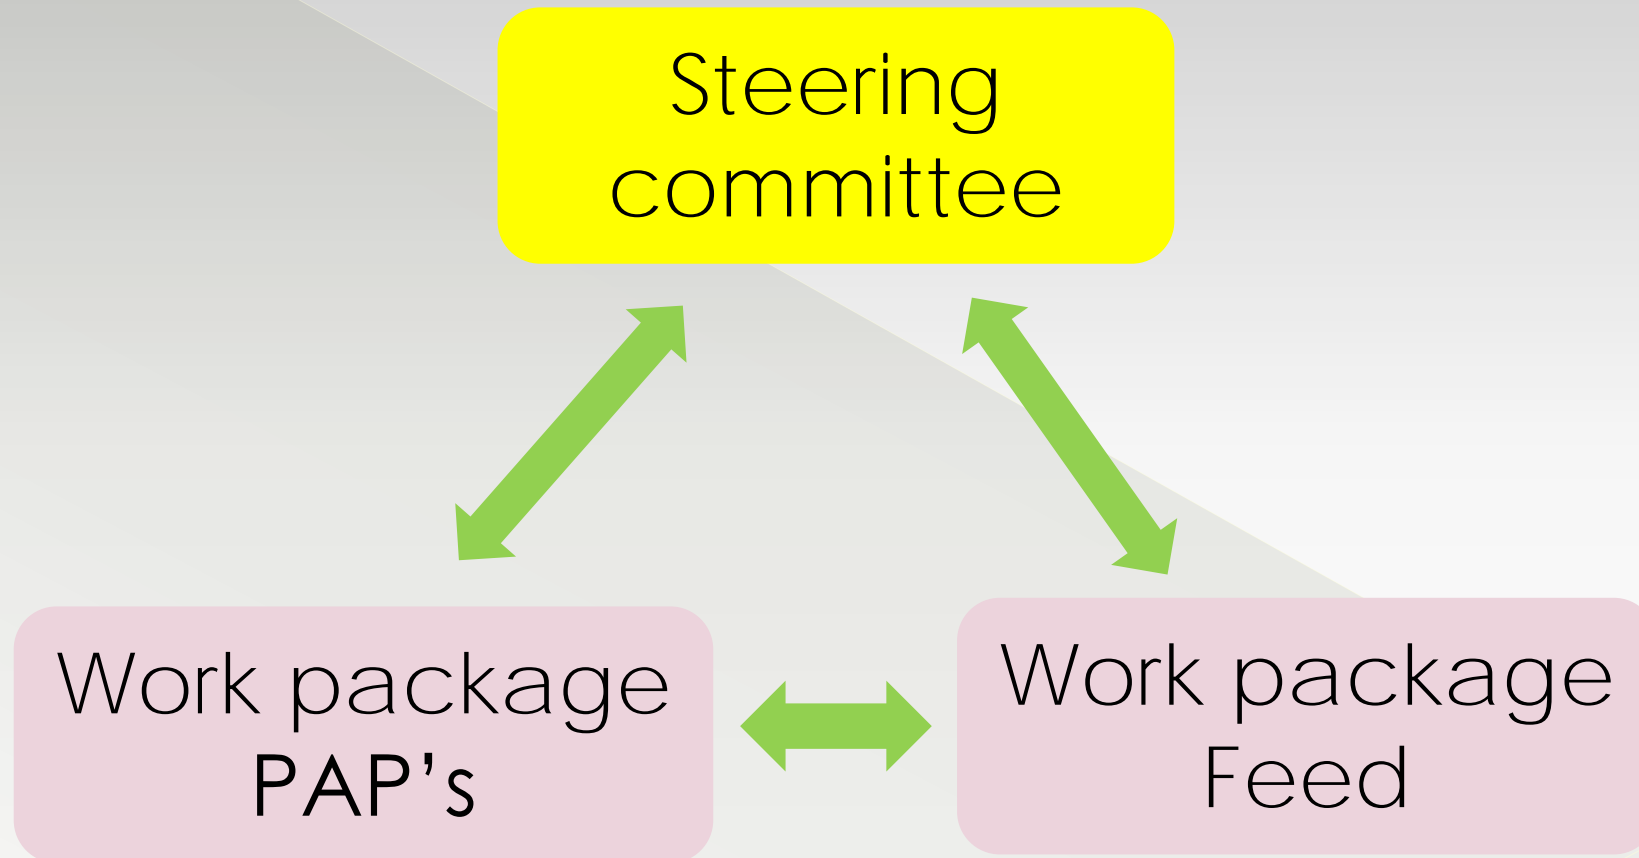 Steering
committee
Work package
PAP’s
Work package
Feed